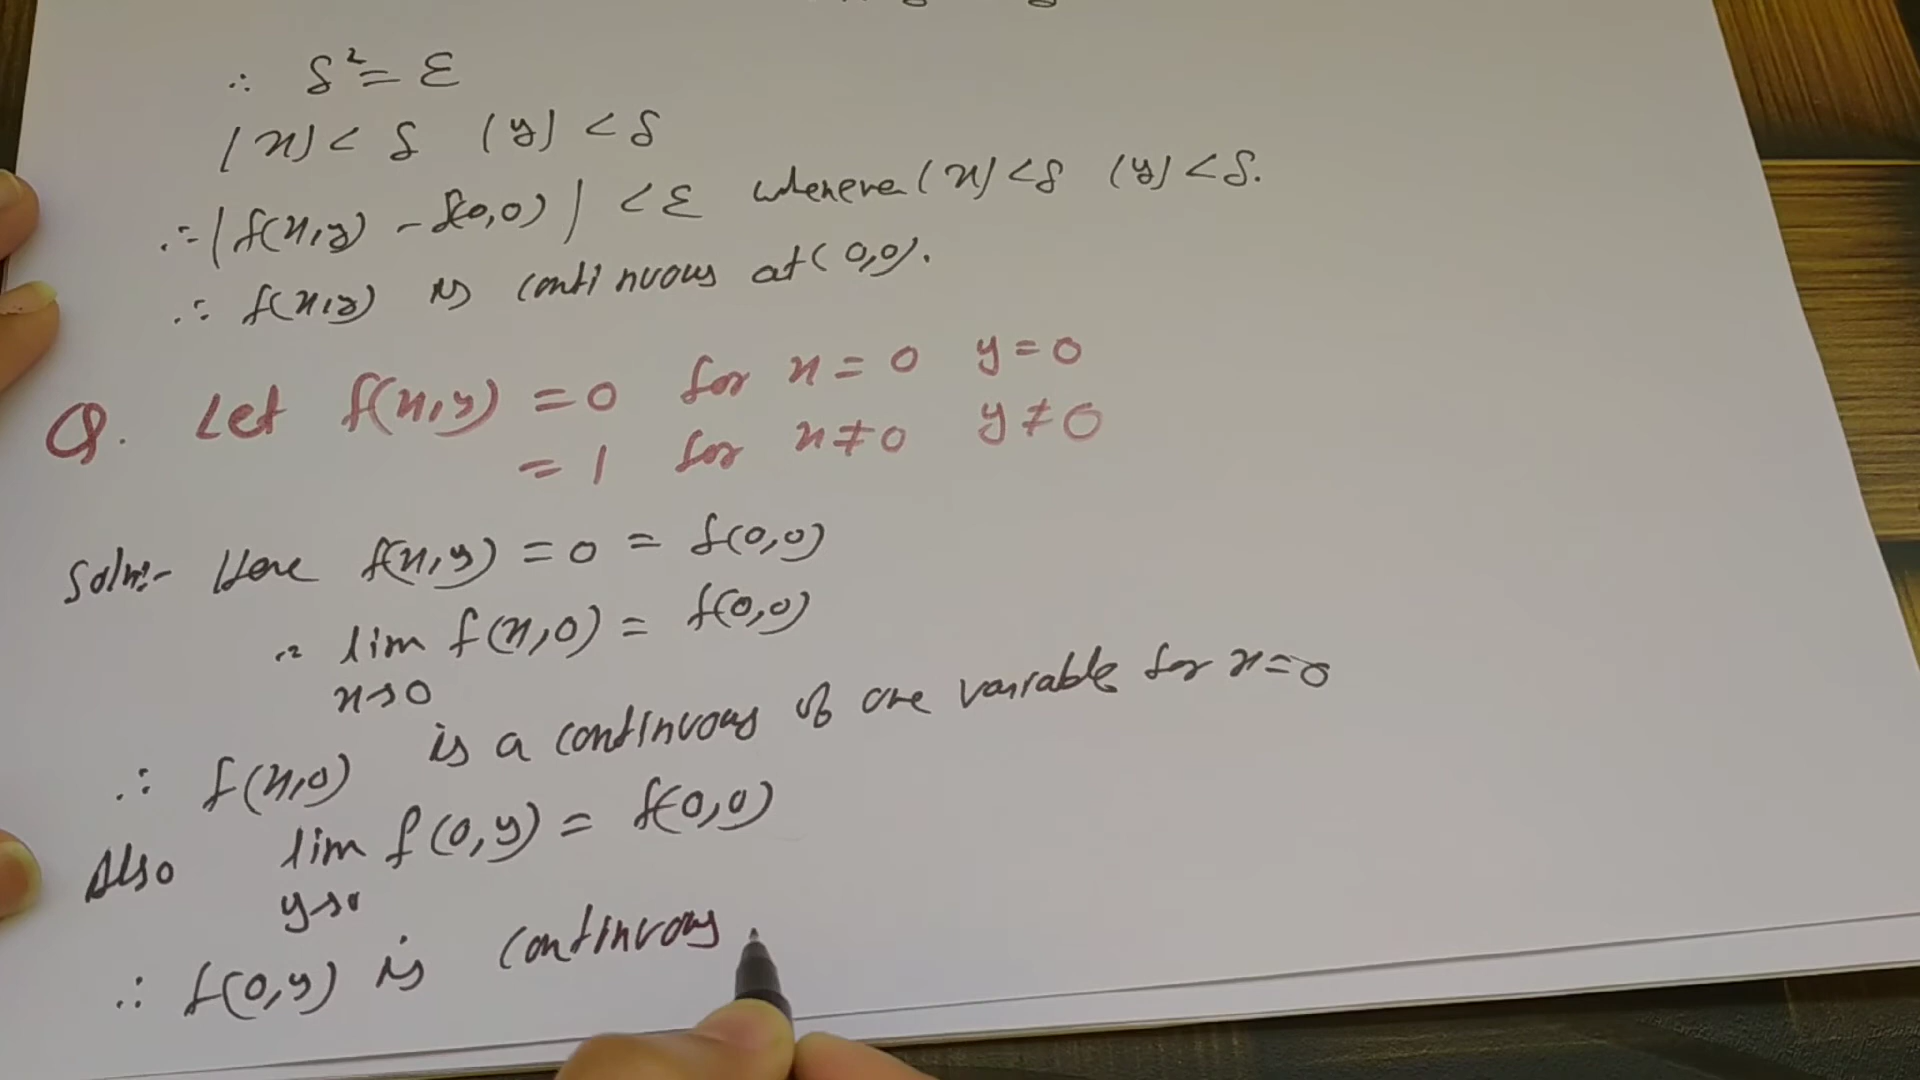 ∴ δ² = ε
|x| < δ |y| < δ
∴ |f(x,y) - f(0,0)| < ε wheneve |x| < δ |y| < δ.
∴ f(x,y) is continuous at (0,0).
Q. Let f(x,y) = 0 for x = 0 y = 0
= 1 for x ≠ 0 y ≠ 0
Soln:- Here f(x,y) = 0 = f(0,0)
∴ lim f(x,0) = f(0,0)
x→0
∴ f(x,0) is a continuous of one variable for x = 0
Also lim f(0,y) = f(0,0)
y→0
∴ f(0,y) is continuous